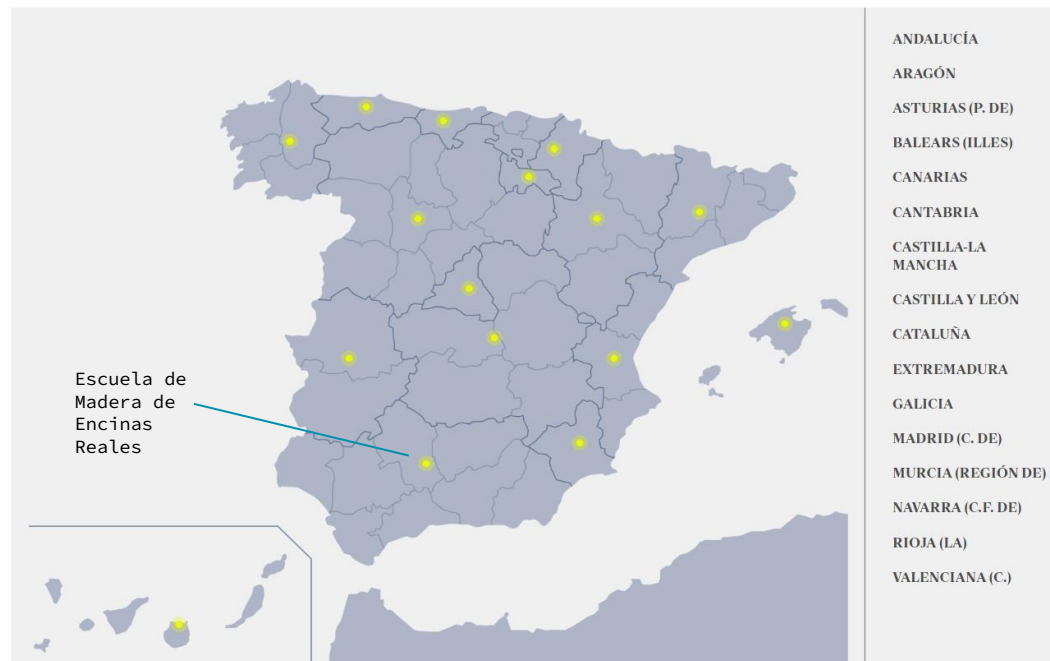 Escuela de
Madera de
Encinas
Reales
ANDALUCÍA
ARAGÓN
ASTURIAS (P. DE)
BALEARS (ILLES)
CANARIAS
CANTABRIA
CASTILLA-LA
MANCHA
CASTILLA Y LEÓN
CATALUÑA
EXTREMADURA
GALICIA
MADRID (C. DE)
MURCIA (REGIÓN DE)
NAVARRA (C.F. DE)
RIOJA (LA)
VALENCIANA (C.)